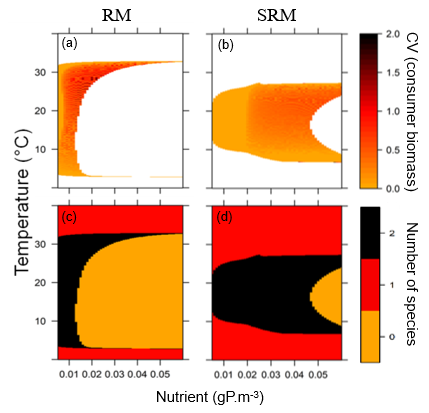 RM SRM
(a) (b)
30
20
10
2.0
1.5
1.0
0.5
0.0
CV (consumer biomass)
Temperature (°C)
(c) (d)
30
20
10
2
1
0
Number of species
0.01 0.02 0.03 0.04 0.05 0.01 0.02 0.03 0.04 0.05
Nutrient (gP.m-³)